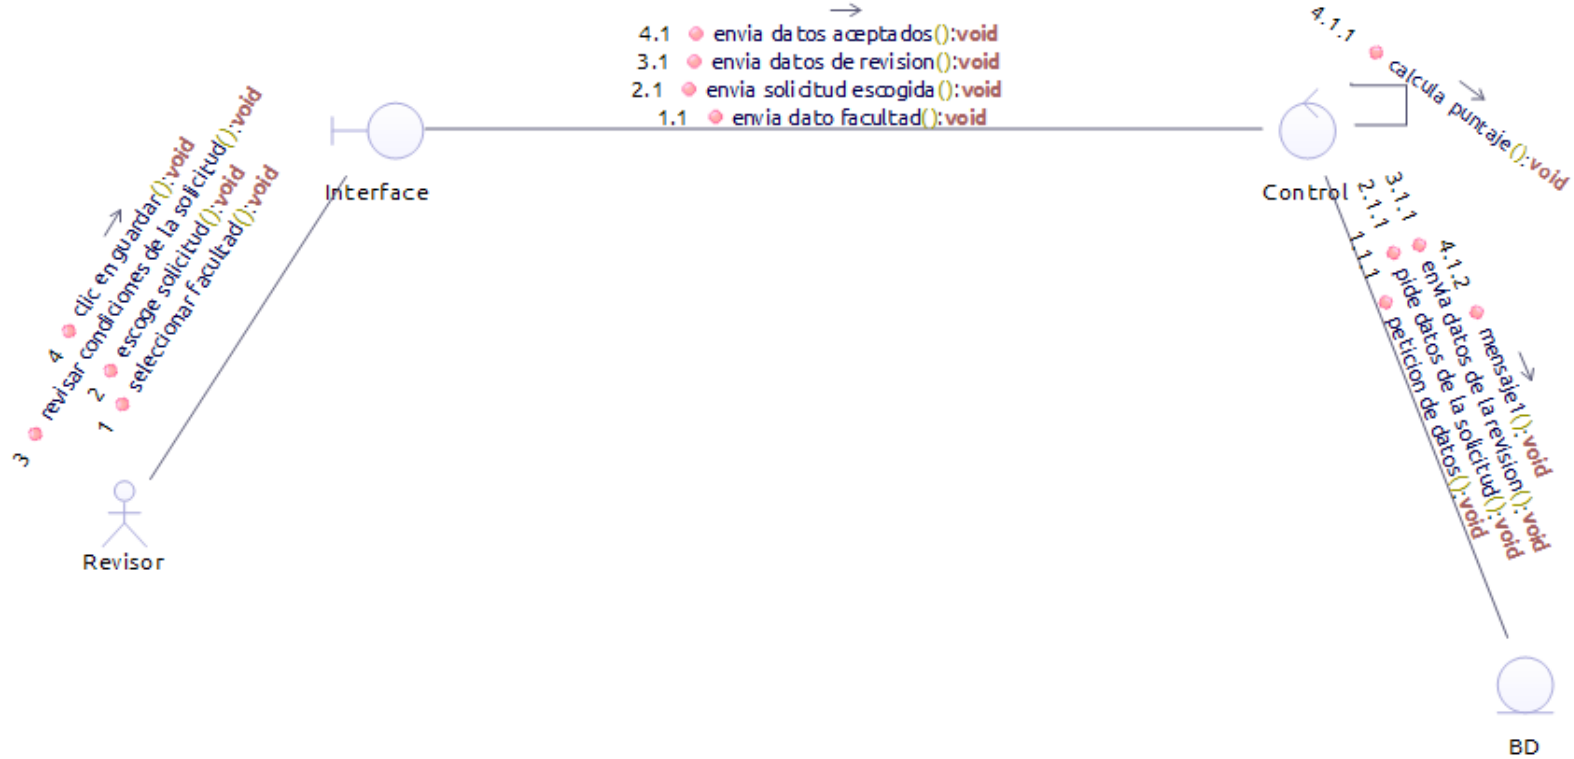 4.1 envia datos aceptados():void
3.1 envia datos de revision():void
2.1 envia solicitud escogida():void
1.1 envia dato facultad():void
4.1.1 calcula puntaje():void
Interface
Control
4 clic en guardar():void
3 revisar condiciones de la solicitud():void
2 escoge solicitud():void
1 seleccionar facultad():void
4.1.2 mensaje1():void
3.1.1 envia datos de la revision():void
2.1.1 pide datos de la solicitud():void
1.1.1 peticion de datos():void
Revisor
BD